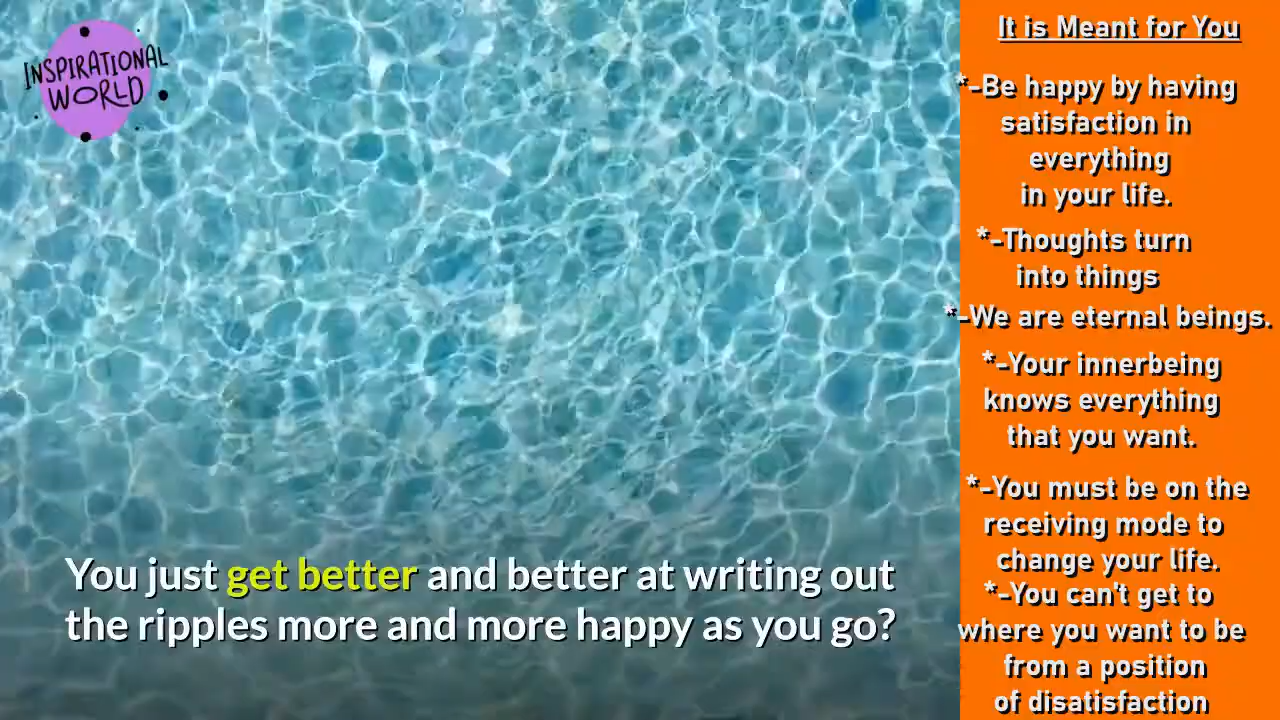 INSPIRATIONAL
WORLD
You just get better and better at writing out
the ripples more and more happy as you go?
It is Meant for You
*-Be happy by having
satisfaction in
everything
in your life.
*-Thoughts turn
into things
*-We are eternal beings.
*-Your innerbeing
knows everything
that you want.
*-You must be on the
receiving mode to
change your life.
*-You can't get to
where you want to be
from a position
of disatisfaction